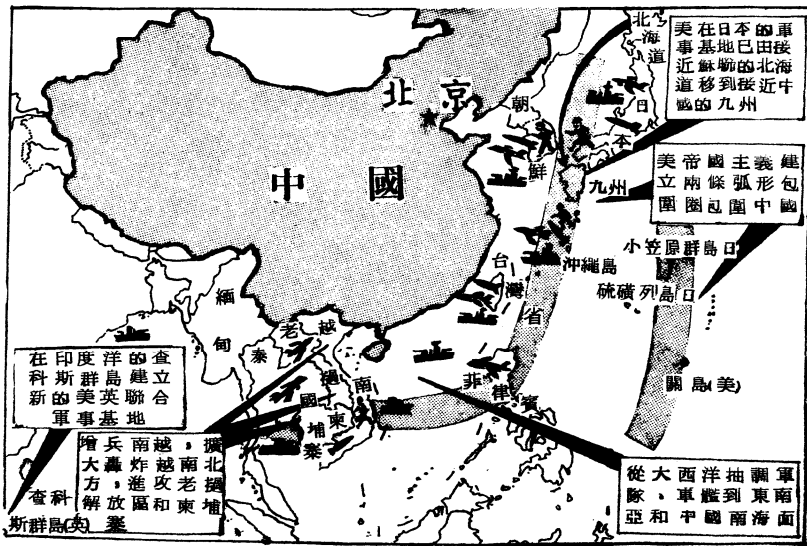 北海道
美在日本的軍
事基地已由接
近蘇聯的北海
道移到接近中
國的九州
北京
朝鮮
日本
中國
九州
美帝國主義建
立兩條弧形包
圍圈包圍中國
小笠原群島日
沖繩島
硫磺列島日
台灣省
緬甸
老撾
越南
泰國
柬埔寨
菲律賓
關島(美)
在印度洋的查
科斯群島建立
新的美英聯合
軍事基地
增兵南越，擴
大轟炸越南北
方，進攻老撾
解放區和柬埔
寨
查科
斯群島(英)
從大西洋抽調軍
隊、軍艦到東南
亞和中國南海面